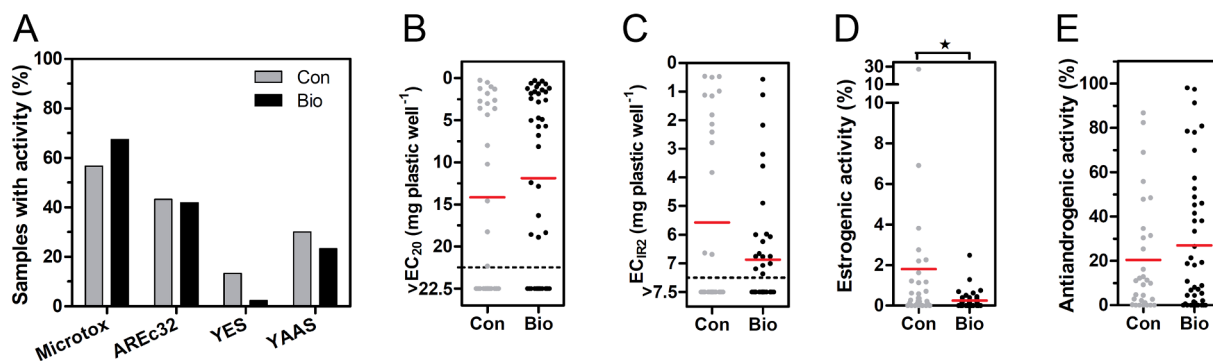 A
Samples with activity (%)
100
80
60
40
20
0
Con
Bio
Microtox
AREc32
YES
YAAS
B
EC20 (mg plastic well-1)
0
5
10
15
20
>22.5
Con
Bio
C
ECIR2 (mg plastic well-1)
0
1
2
3
4
5
6
7
>7.5
Con
Bio
D
Estrogenic activity (%)
30
10
10
8
6
4
2
0
★
Con
Bio
E
Antiandrogenic activity (%)
100
80
60
40
20
0
Con
Bio